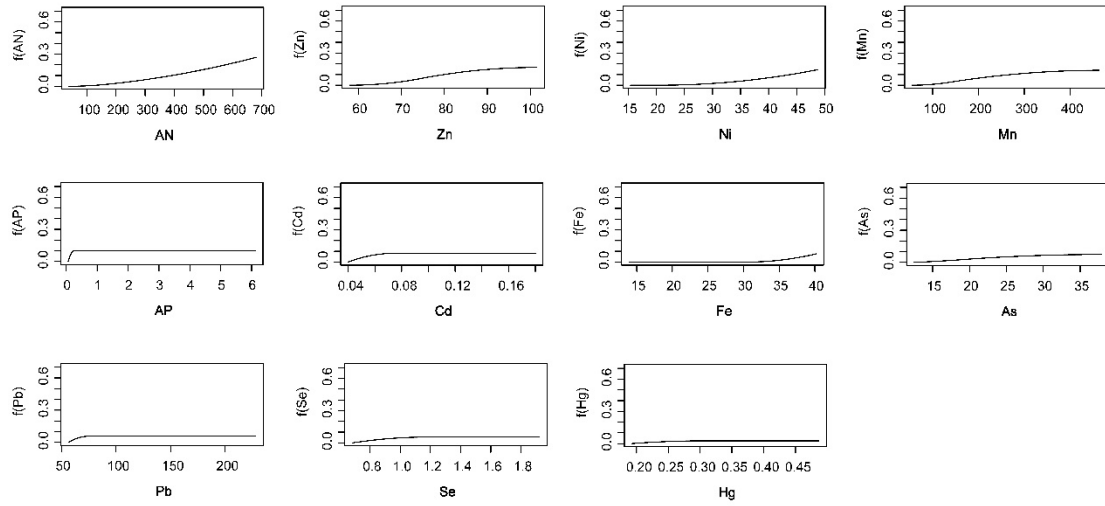 f(AN)
0.0 0.3 0.6
100 200 300 400 500 600 700
AN
f(Zn)
0.0 0.3 0.6
60 70 80 90 100
Zn
f(Ni)
0.0 0.3 0.6
15 20 25 30 35 40 45 50
Ni
f(Mn)
0.0 0.3 0.6
100 200 300 400
Mn
f(AP)
0.0 0.3 0.6
0 1 2 3 4 5 6
AP
f(Cd)
0.0 0.3 0.6
0.04 0.08 0.12 0.16
Cd
f(Fe)
0.0 0.3 0.6
15 20 25 30 35 40
Fe
f(As)
0.0 0.3 0.6
15 20 25 30 35
As
f(Pb)
0.0 0.3 0.6
50 100 150 200
Pb
f(Se)
0.0 0.3 0.6
0.8 1.0 1.2 1.4 1.6 1.8
Se
f(Hg)
0.0 0.3 0.6
0.20 0.25 0.30 0.35 0.40 0.45
Hg